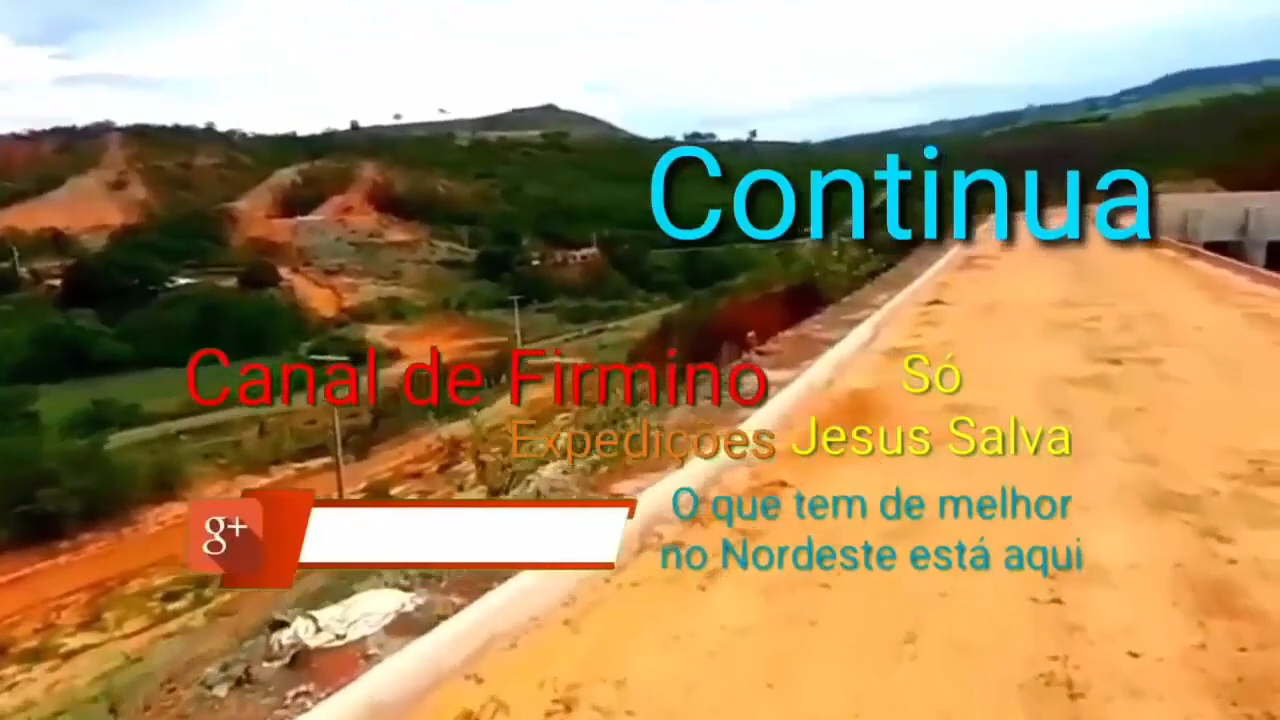 Continua
Canal de Firmino
Expedições
Só
Jesus Salva
O que tem de melhor
no Nordeste está aqui
g+